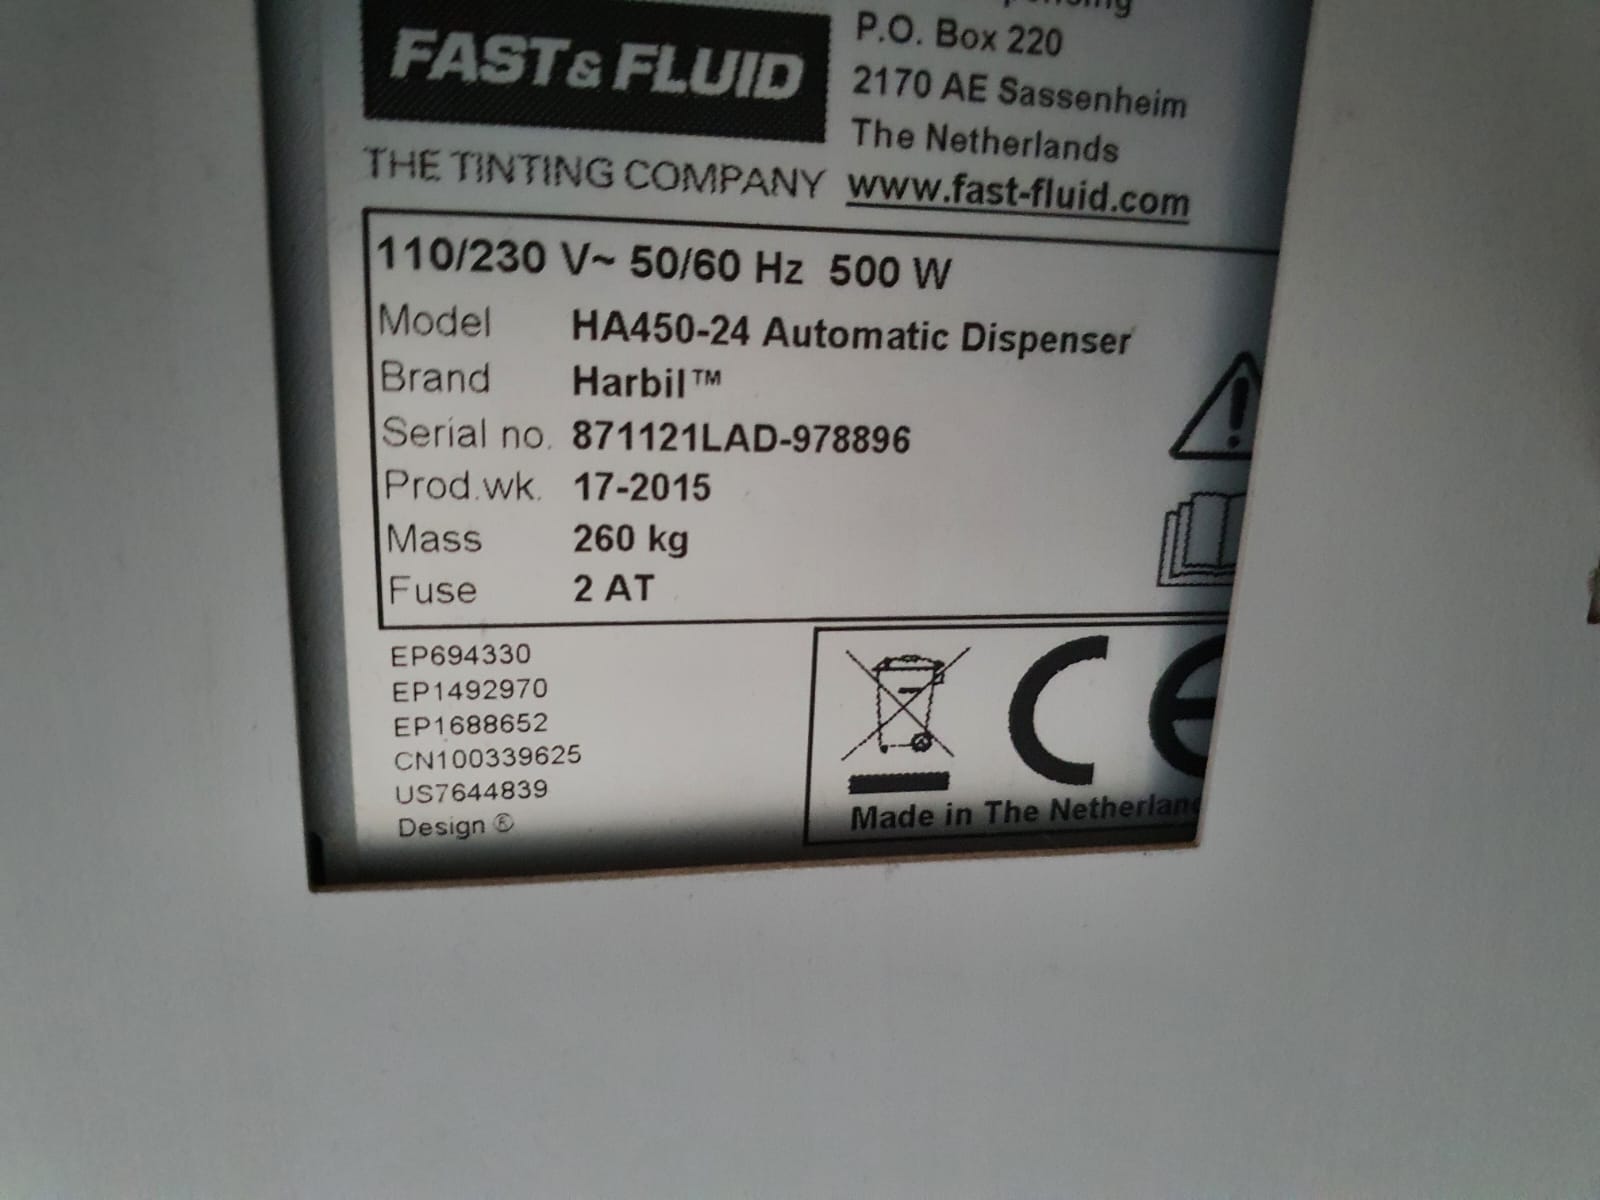 FAST & FLUID
THE TINTING COMPANY
P.O. Box 220
2170 AE Sassenheim
The Netherlands
www.fast-fluid.com
110/230 V~ 50/60 Hz 500 W
Model HA450-24 Automatic Dispenser
Brand Harbil™
Serial no. 871121LAD-978896
Prod.wk. 17-2015
Mass 260 kg
Fuse 2 AT
EP694330
EP1492970
EP1688652
CN100339625
US7644839
Design ®
CE
Made in The Netherlan